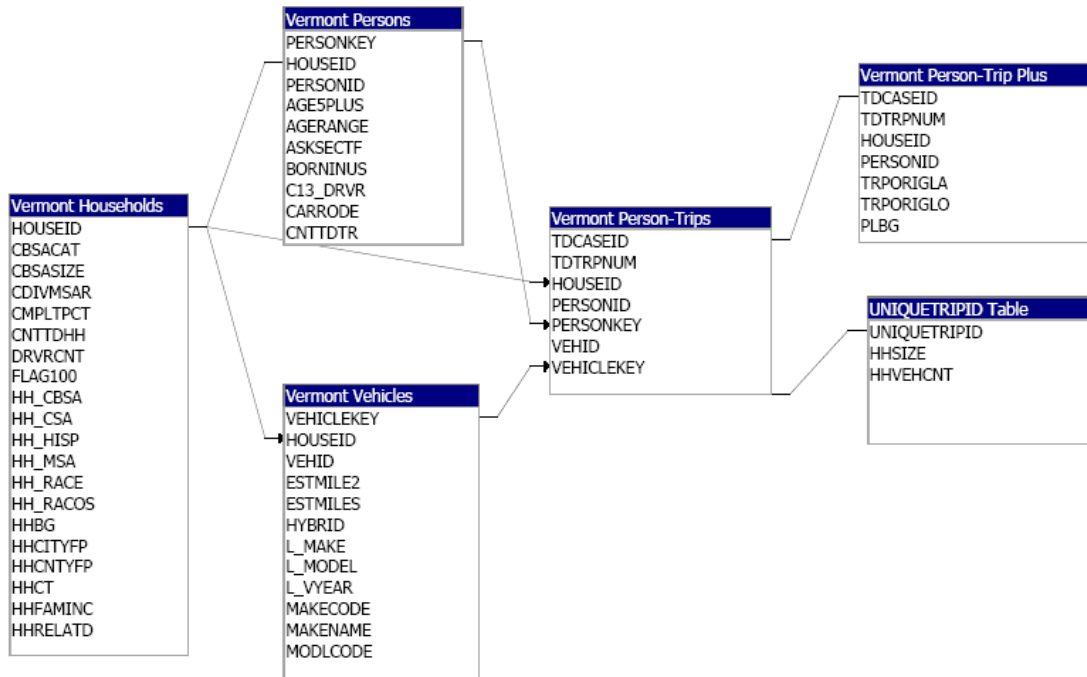 Vermont Persons
PERSONKEY
HOUSEID
PERSONID
AGE5PLUS
AGERANGE
ASKSECTF
BORNINUS
C13_DRVR
CARRODE
CNTTDTR
Vermont Person-Trip Plus
TDCASEID
TDTRPNUM
HOUSEID
PERSONID
TRPORIGLA
TRPORIGLO
PLBG
Vermont Households
HOUSEID
CBSACAT
CBSASIZE
CDIVMSAR
CMPLTPCT
CNTTDHH
DRVRCNT
FLAG100
HH_CBSA
HH_CSA
HH_HISP
HH_MSA
HH_RACE
HH_RACOS
HHBG
HHCITYFP
HHCNTYFP
HHCT
HHFAMINC
HHRELATD
Vermont Person-Trips
TDCASEID
TDTRPNUM
HOUSEID
PERSONID
PERSONKEY
VEHID
VEHICLEKEY
UNIQUETRIPID Table
UNIQUETRIPID
HHSIZE
HHVEHCNT
Vermont Vehicles
VEHICLEKEY
HOUSEID
VEHID
ESTMILE2
ESTMILES
HYBRID
L_MAKE
L_MODEL
L_VYEAR
MAKECODE
MAKENAME
MODLCODE